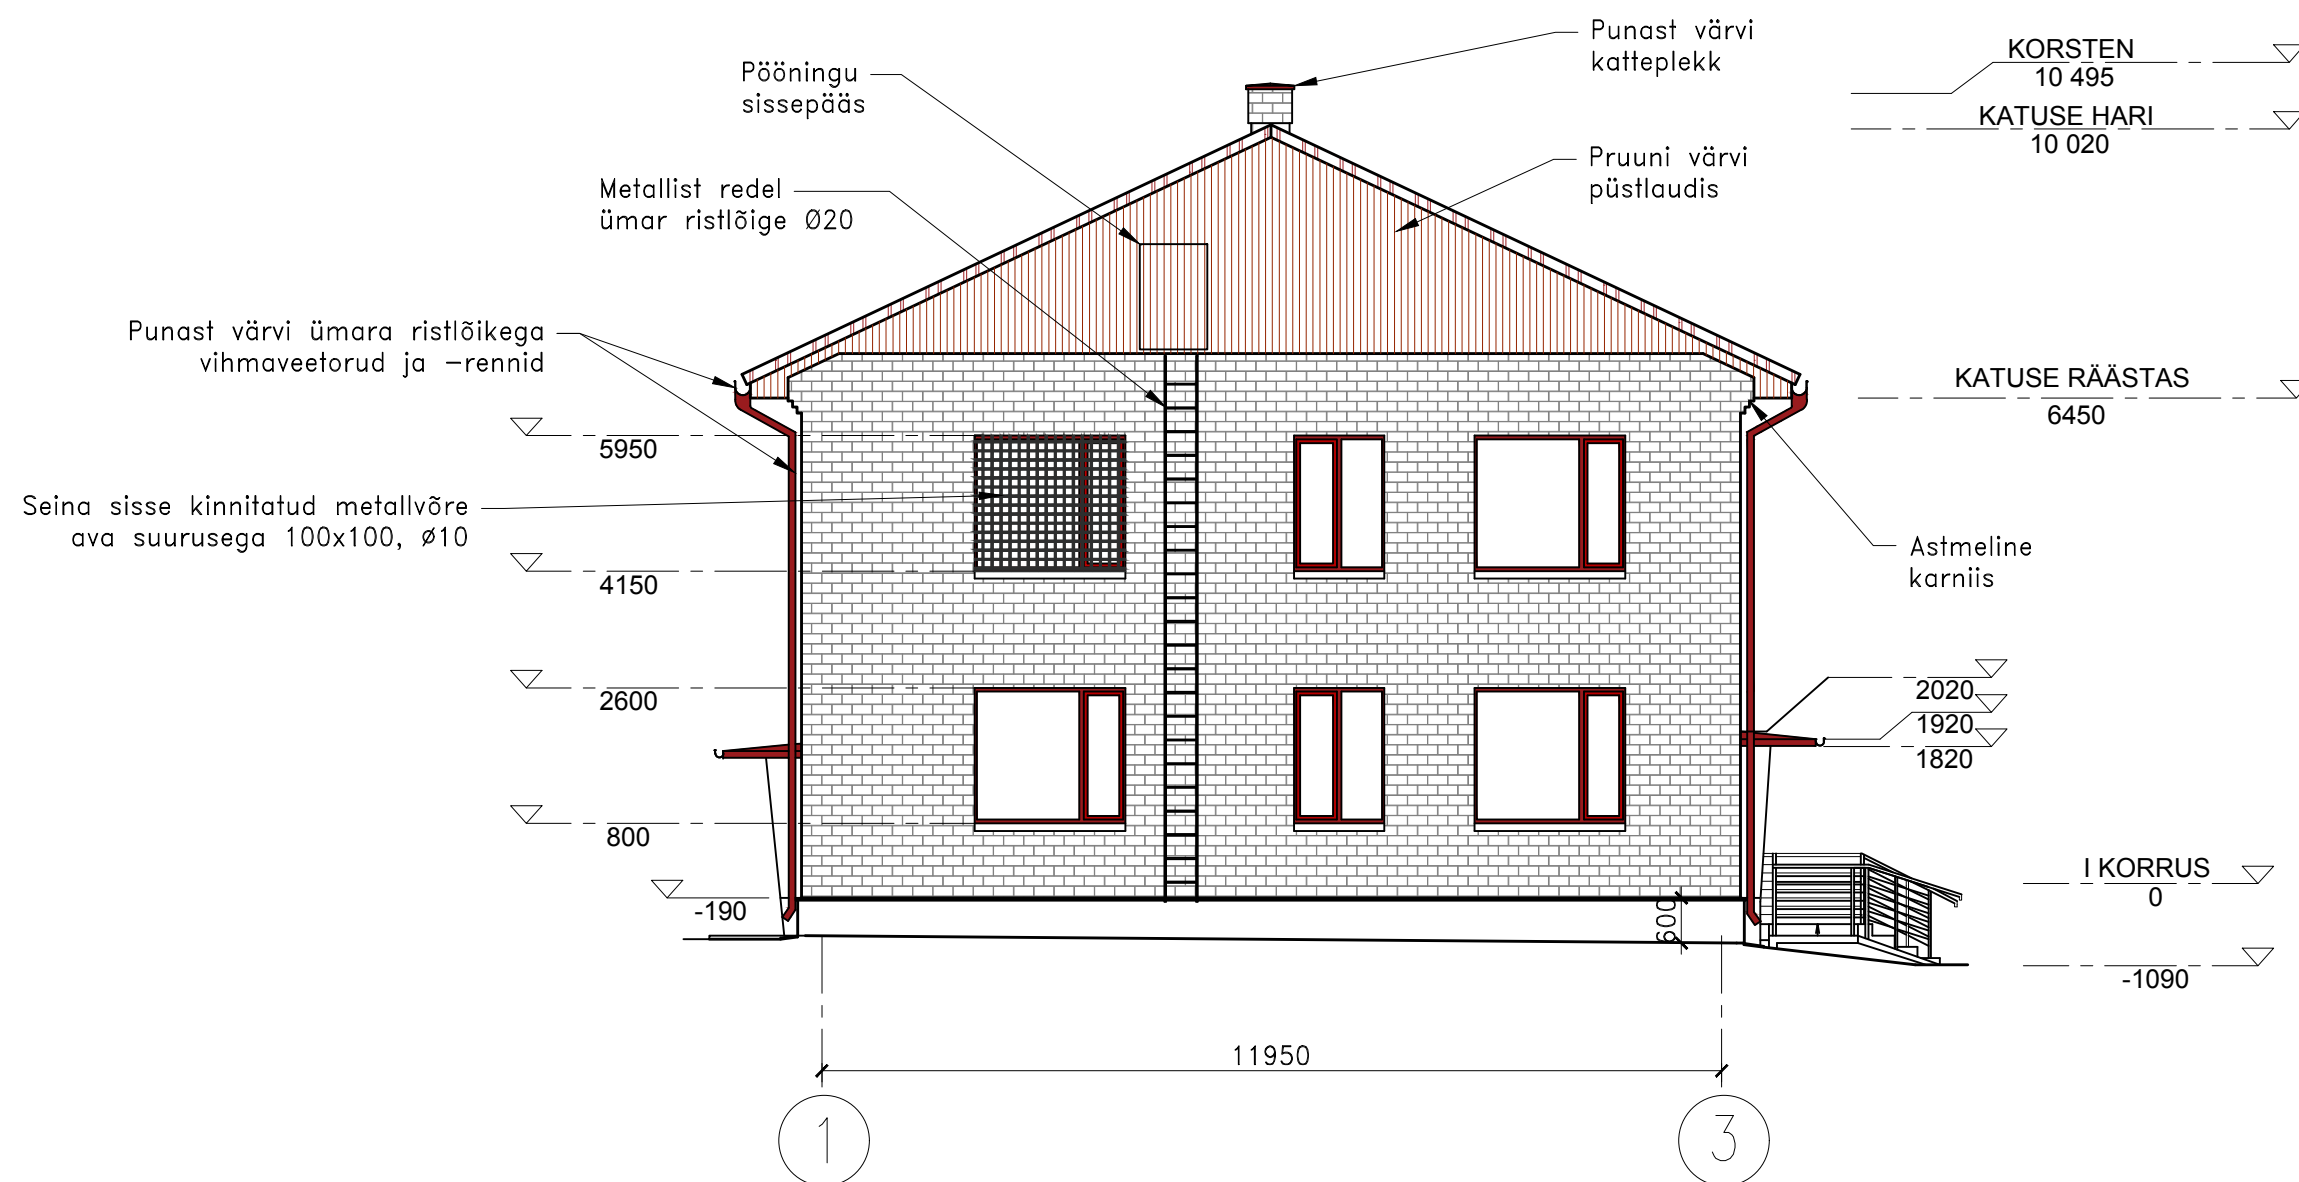 Punast värvi
katteplekk
KORSTEN
10 495
Pööningu
sissepääs
KATUSE HARI
10 020
Pruuni värvi
püstlaudis
Metallist redel
ümar ristlõige Ø20
Punast värvi ümara ristlõikega
vihmaveetorud ja –rennid
KATUSE RÄÄSTAS
6450
5950
Seina sisse kinnitatud metallvõre
ava suurusega 100x100, Ø10
Astmeline
karniis
4150
2600
2020
1920
1820
800
I KORRUS
0
-190
600
-1090
11950
1
3